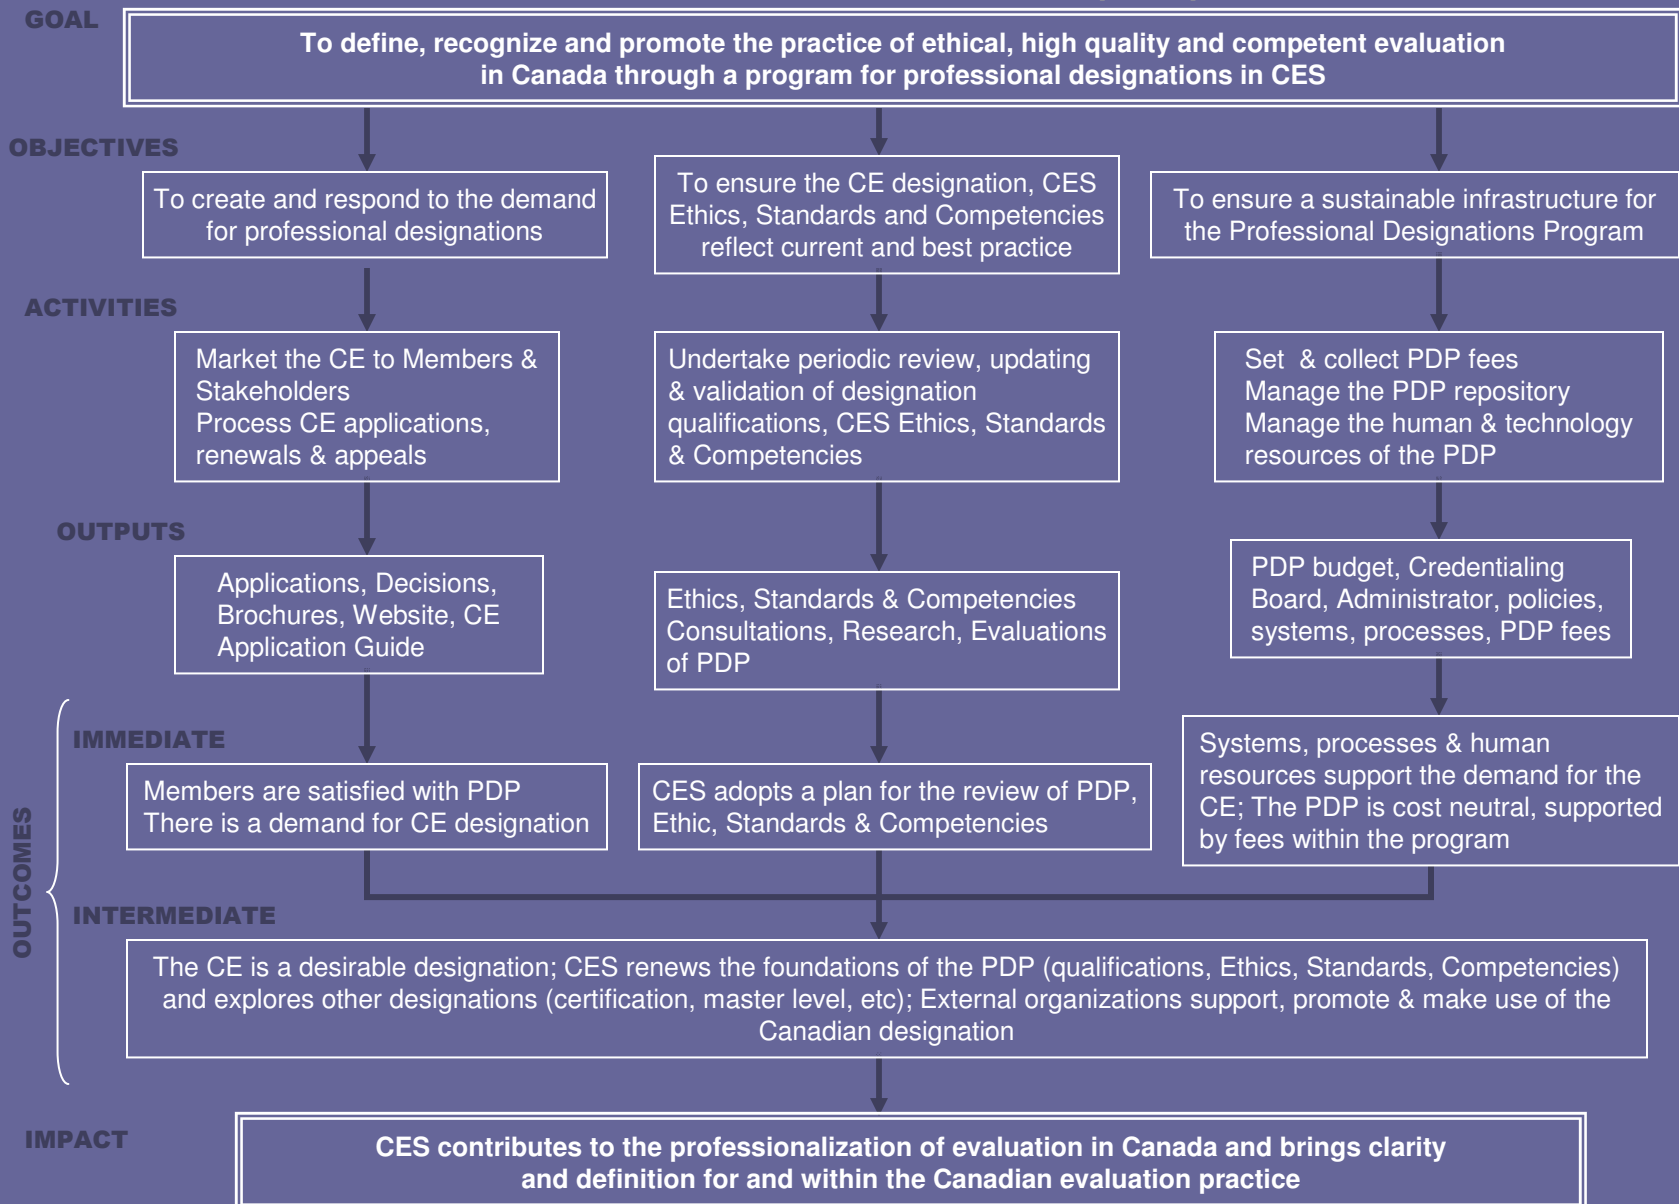 GOAL
To define, recognize and promote the practice of ethical, high quality and competent evaluation
in Canada through a program for professional designations in CES
OBJECTIVES
To create and respond to the demand
for professional designations
To ensure the CE designation, CES
Ethics, Standards and Competencies
reflect current and best practice
To ensure a sustainable infrastructure for
the Professional Designations Program
ACTIVITIES
Market the CE to Members &
Stakeholders
Process CE applications,
renewals & appeals
Undertake periodic review, updating
& validation of designation
qualifications, CES Ethics, Standards
& Competencies
Set & collect PDP fees
Manage the PDP repository
Manage the human & technology
resources of the PDP
OUTPUTS
Applications, Decisions,
Brochures, Website, CE
Application Guide
Ethics, Standards & Competencies
Consultations, Research, Evaluations
of PDP
PDP budget, Credentialing
Board, Administrator, policies,
systems, processes, PDP fees
OUTCOMES
IMMEDIATE
Members are satisfied with PDP
There is a demand for CE designation
CES adopts a plan for the review of PDP,
Ethic, Standards & Competencies
Systems, processes & human
resources support the demand for the
CE; The PDP is cost neutral, supported
by fees within the program
INTERMEDIATE
The CE is a desirable designation; CES renews the foundations of the PDP (qualifications, Ethics, Standards, Competencies)
and explores other designations (certification, master level, etc); External organizations support, promote & make use of the
Canadian designation
IMPACT
CES contributes to the professionalization of evaluation in Canada and brings clarity
and definition for and within the Canadian evaluation practice